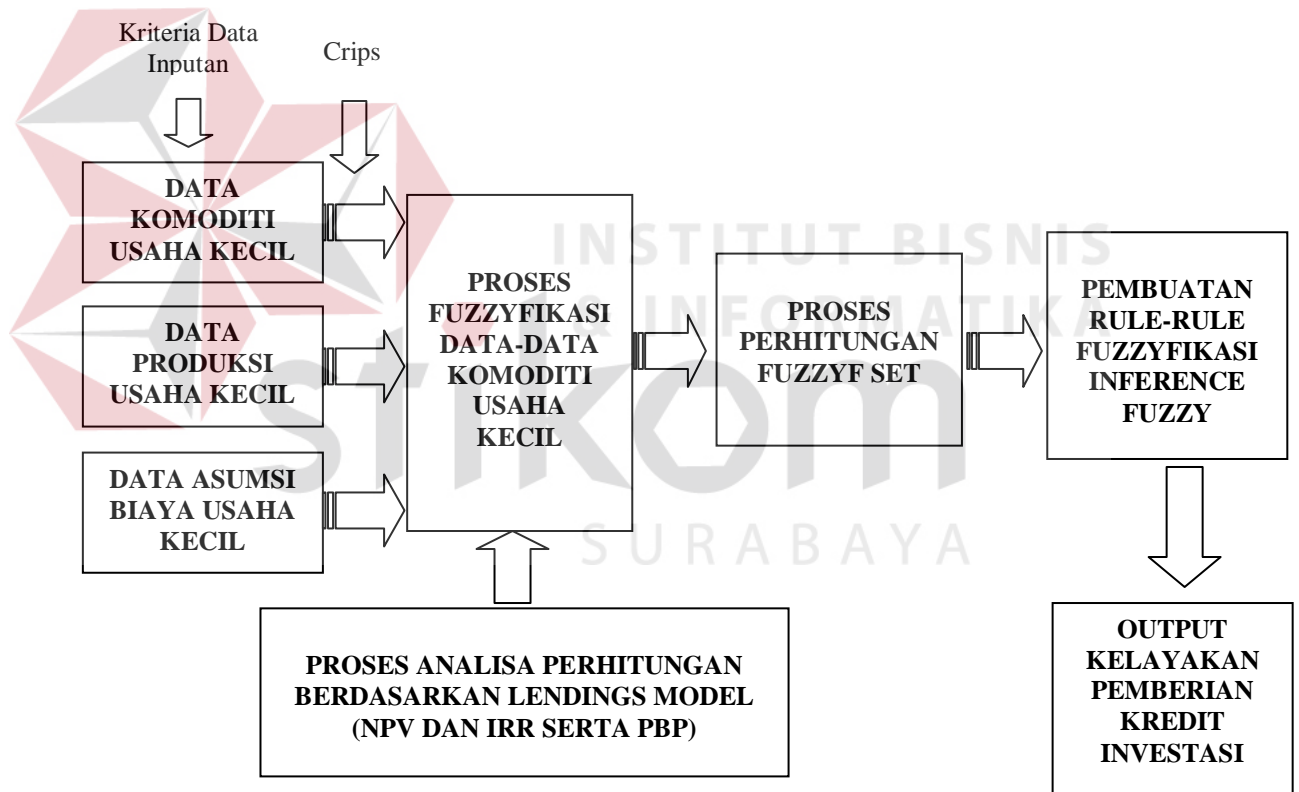 Kriteria Data
Inputan
Crips
DATA
KOMODITI
USAHA KECIL
DATA
PRODUKSI
USAHA KECIL
DATA ASUMSI
BIAYA USAHA
KECIL
PROSES
FUZZYFIKASI
DATA-DATA
KOMODITI
USAHA
KECIL
PROSES
PERHITUNGAN
FUZZYF SET
PEMBUATAN
RULE-RULE
FUZZYFIKASI
INFERENCE
FUZZY
PROSES ANALISA PERHITUNGAN
BERDASARKAN LENDINGS MODEL
(NPV DAN IRR SERTA PBP)
OUTPUT
KELAYAKAN
PEMBERIAN
KREDIT
INVESTASI
INSTITUT BISNIS
& INFORMATIKA
stikom
SURABAYA